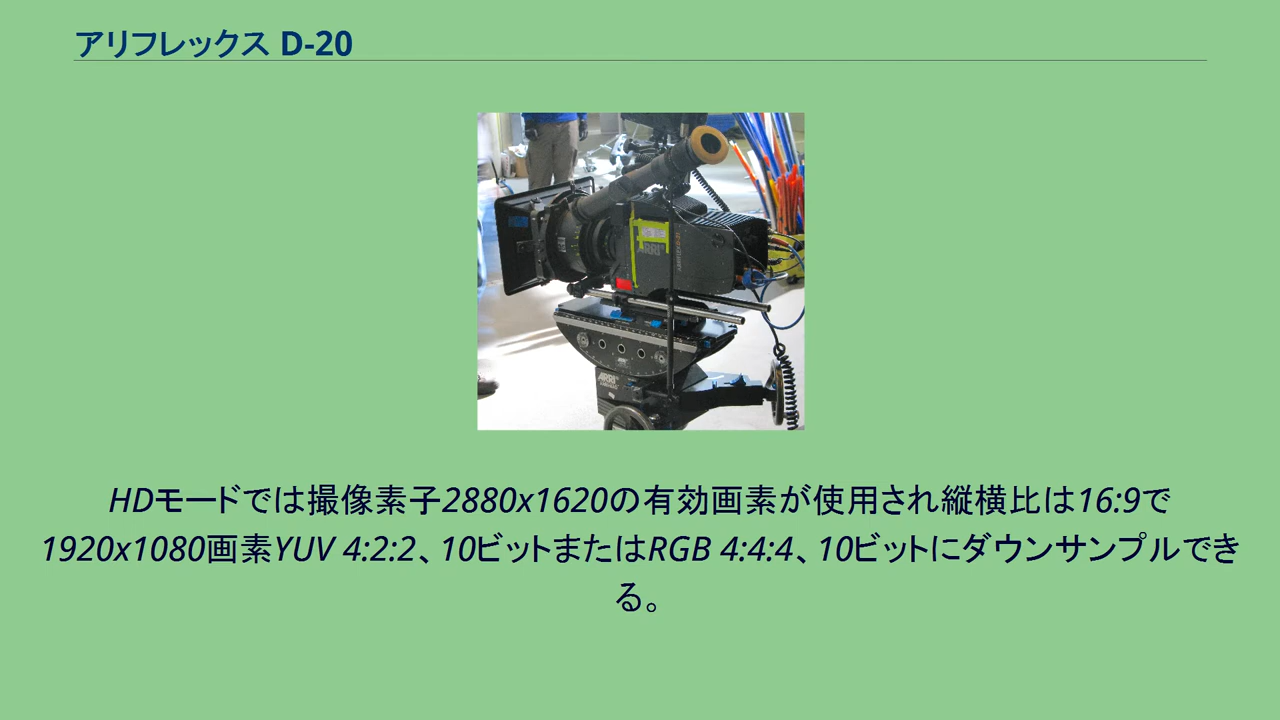 アリフレックス D-20
ARRI
ARRI
HDモードでは撮像素子2880x1620の有効画素が使用され縦横比は16:9で
1920x1080画素YUV 4:2:2、10ビットまたはRGB 4:4:4、10ビットにダウンサンプルでき
る。